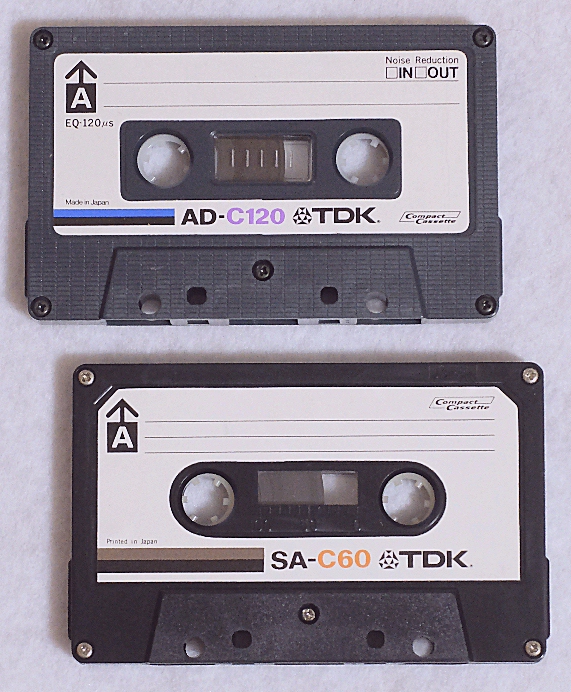 A
Noise Reduction
□IN□OUT
EQ·120μs
Made in Japan
AD-C120 TDK.
Compact
Cassette
A
Compact
Cassette
Printed in Japan
SA-C60 TDK.